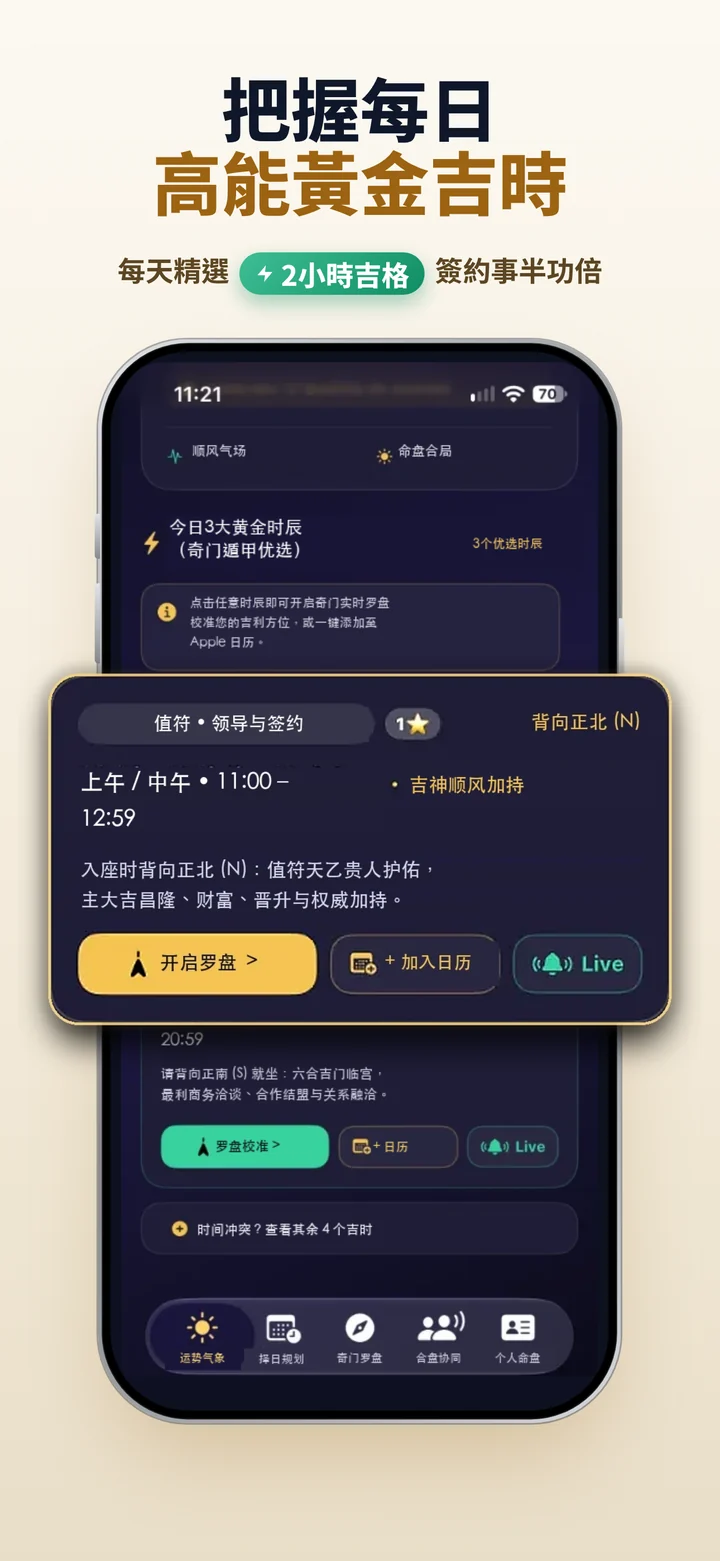 把握每日
高能黃金吉時
每天精選 2小時吉格 簽約事半功倍
11:21 70
顺风气场 命盘合局
今日3大黄金时辰
（奇门遁甲优选）
3个优选时辰
点击任意时辰即可开启奇门实时罗盘
校准您的吉利方位，或一键添加至
Apple 日历。
值符 • 领导与签约 1⭐ 背向正北 (N)
上午 / 中午 • 11:00 –
12:59
• 吉神顺风加持
入座时背向正北 (N)：值符天乙贵人护佑，
主大吉昌隆、财富、晋升与权威加持。
开启罗盘 > + 加入日历 Live
20:59
请背向正南 (S) 就坐：六合吉门临宫，
最利商务洽谈、合作结盟与关系融洽。
罗盘校准 > + 日历 Live
时间冲突？查看其余 4 个吉时
运势气象 择日规划 奇门罗盘 合盘协同 个人命盘